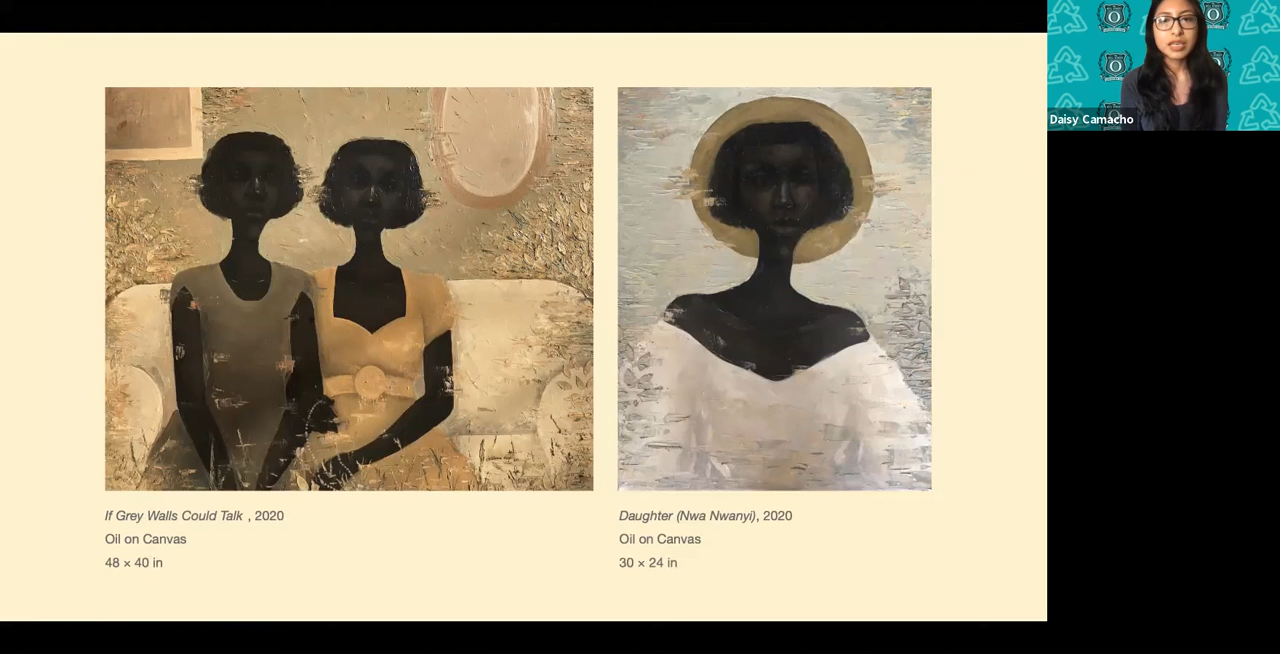 Daisy Camacho
If Grey Walls Could Talk , 2020
Oil on Canvas
48 × 40 in
Daughter (Nwa Nwanyi), 2020
Oil on Canvas
30 × 24 in